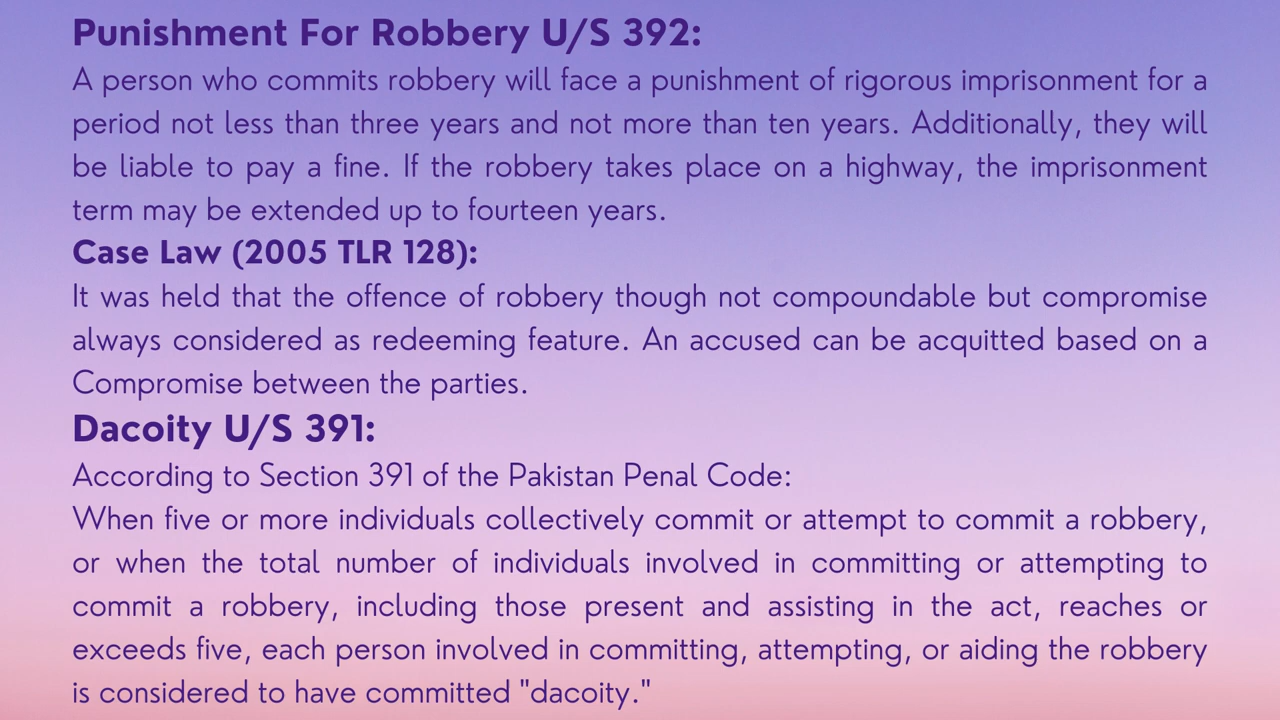 Punishment For Robbery U/S 392:
A person who commits robbery will face a punishment of rigorous imprisonment for a
period not less than three years and not more than ten years. Additionally, they will
be liable to pay a fine. If the robbery takes place on a highway, the imprisonment
term may be extended up to fourteen years.
Case Law (2005 TLR 128):
It was held that the offence of robbery though not compoundable but compromise
always considered as redeeming feature. An accused can be acquitted based on a
Compromise between the parties.
Dacoity U/S 391:
According to Section 391 of the Pakistan Penal Code:
When five or more individuals collectively commit or attempt to commit a robbery,
or when the total number of individuals involved in committing or attempting to
commit a robbery, including those present and assisting in the act, reaches or
exceeds five, each person involved in committing, attempting, or aiding the robbery
is considered to have committed "dacoity."